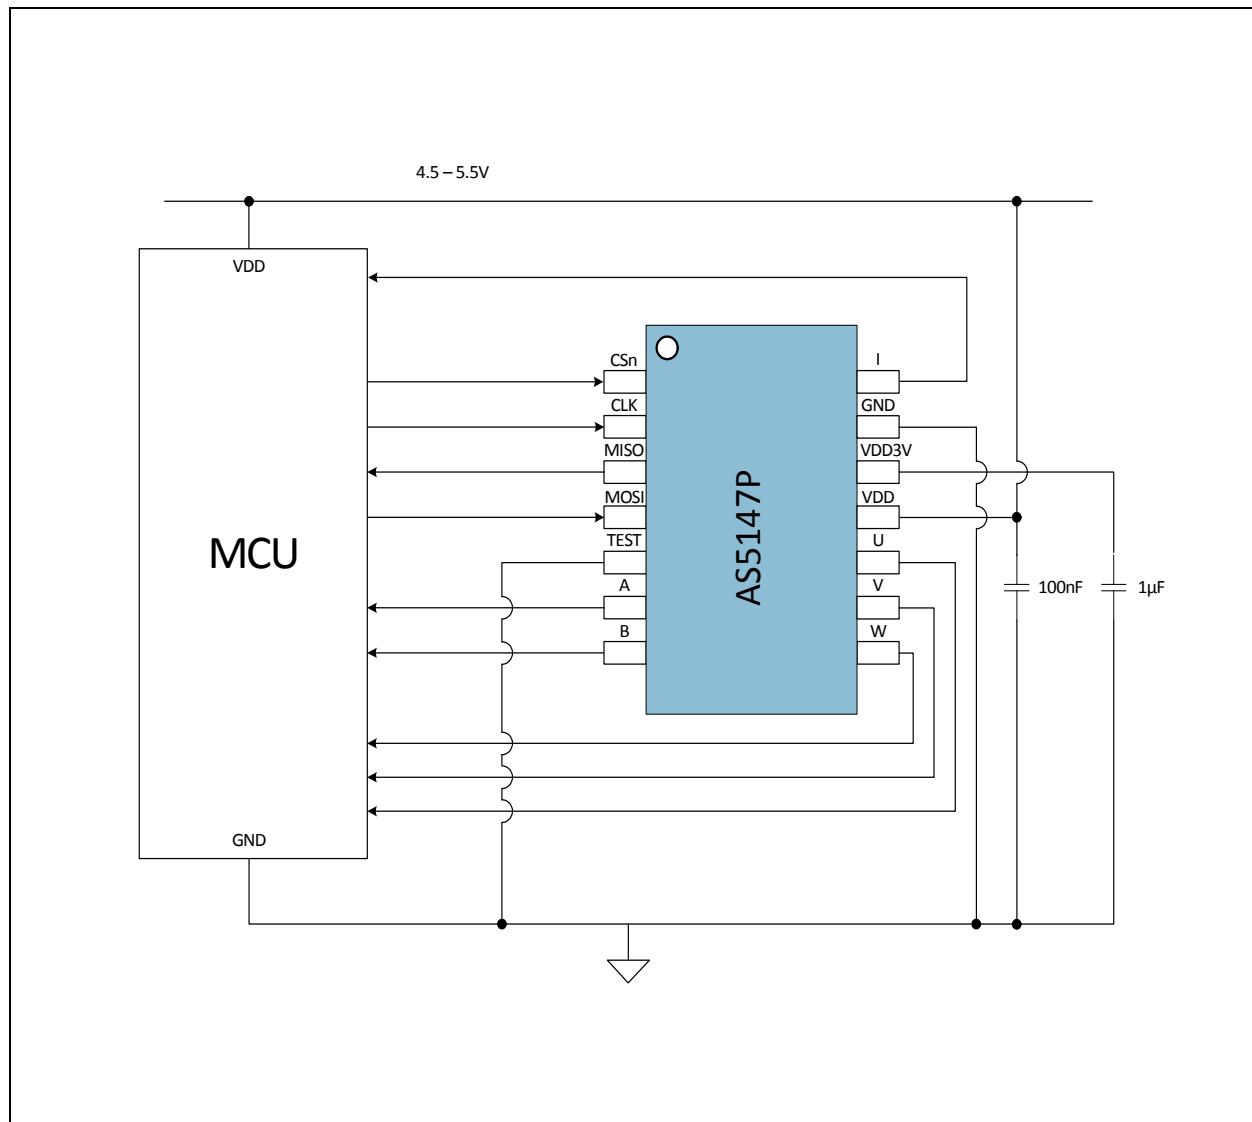 4.5 – 5.5V
VDD
MCU
GND
CSn
CLK
MISO
MOSI
TEST
A
B
AS5147P
I
GND
VDD3V
VDD
U
V
W
100nF
1µF